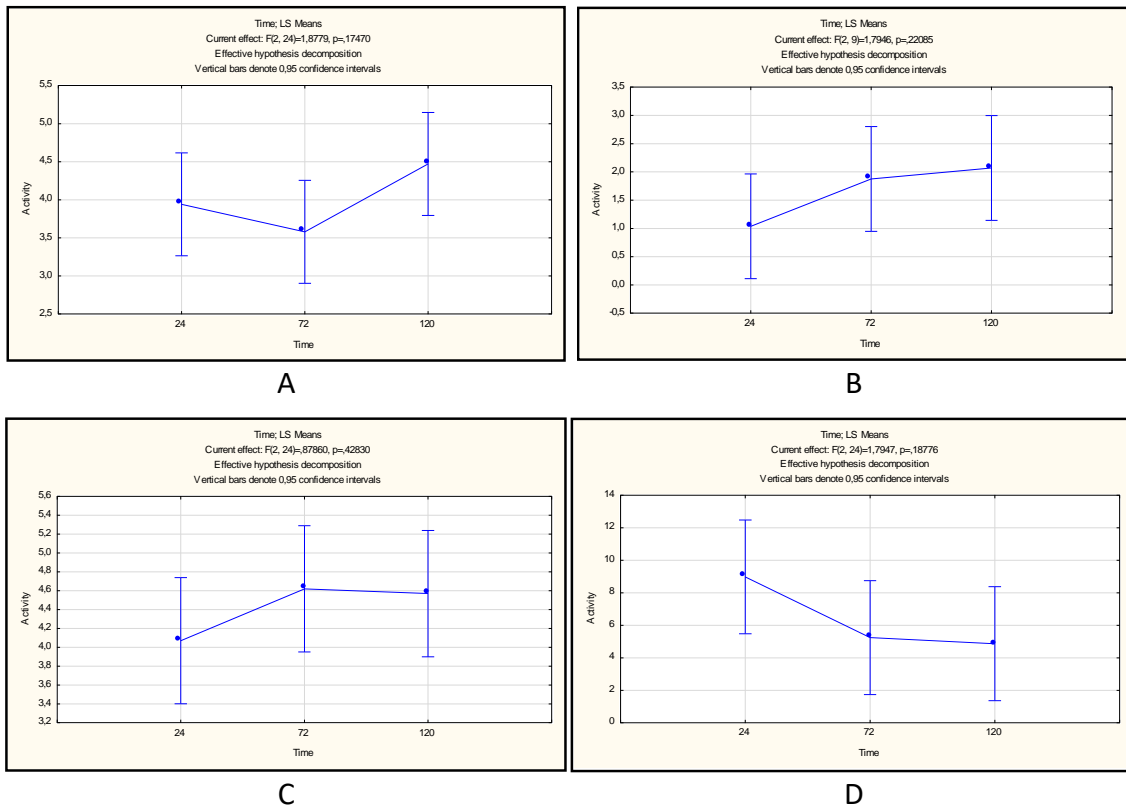 Time; LS Means
Current effect: F(2, 24)=1,8779, p=,17470
Effective hypothesis decomposition
Vertical bars denote 0,95 confidence intervals
5,5
5,0
4,5
4,0
3,5
3,0
2,5
Activity
24
72
120
Time
A
Time; LS Means
Current effect: F(2, 9)=1,7946, p=,22085
Effective hypothesis decomposition
Vertical bars denote 0,95 confidence intervals
3,5
3,0
2,5
2,0
1,5
1,0
0,5
0,0
-0,5
Activity
24
72
120
Time
B
Time; LS Means
Current effect: F(2, 24)=,87860, p=,42830
Effective hypothesis decomposition
Vertical bars denote 0,95 confidence intervals
5,6
5,4
5,2
5,0
4,8
4,6
4,4
4,2
4,0
3,8
3,6
3,4
3,2
Activity
24
72
120
Time
C
Time; LS Means
Current effect: F(2, 24)=1,7947, p=,18776
Effective hypothesis decomposition
Vertical bars denote 0,95 confidence intervals
14
12
10
8
6
4
2
0
Activity
24
72
120
Time
D